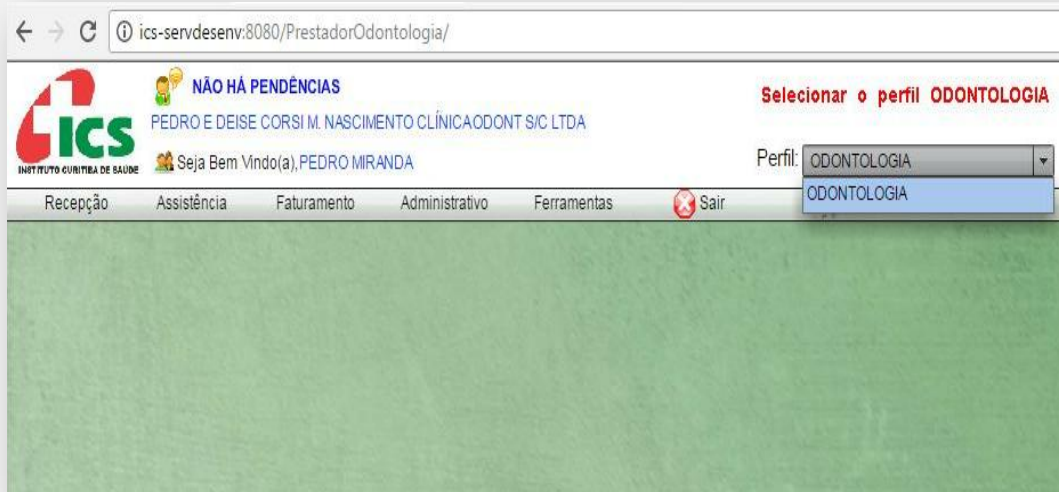 ics-servdesenv:8080/PrestadorOdontologia/
NÃO HÁ PENDÊNCIAS
Selecionar o perfil ODONTOLOGIA
PEDRO E DEISE CORSI M. NASCIMENTO CLÍNICAODONT S/C LTDA
ICS
INSTITUTO CURITIBA DE SAÚDE
Seja Bem Vindo(a), PEDRO MIRANDA
Perfil: ODONTOLOGIA
ODONTOLOGIA
Recepção Assistência Faturamento Administrativo Ferramentas Sair